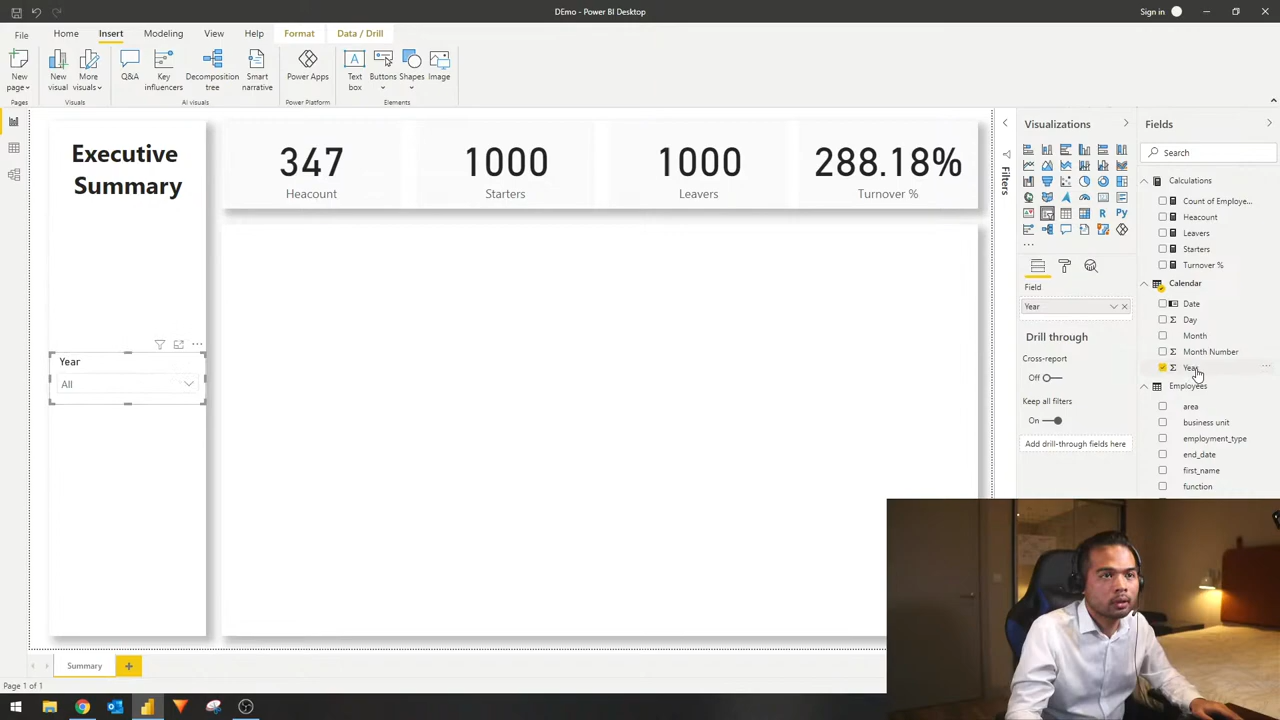 DEmo - Power BI Desktop
Sign in
File
Home
Insert
Modeling
View
Help
Format
Data / Drill
New page
New visual
More visuals
Q&A
Key influencers
Decomposition tree
Smart narrative
Power Apps
Text box
Buttons
Shapes
Image
Pages
Visuals
AI visuals
Power Platform
Elements
Executive
Summary
347
Heacount
1000
Starters
1000
Leavers
288.18%
Turnover %
Year
All
Filters
Visualizations
R
Py
Field
Year
Drill through
Cross-report
Off
Keep all filters
On
Add drill-through fields here
Fields
Search
Calculations
Count of Employe...
Heacount
Leavers
Starters
Turnover %
Calendar
Date
Day
Month
Month Number
Year
Employees
area
business unit
employment_type
end_date
first_name
function
Summary
Page 1 of 1